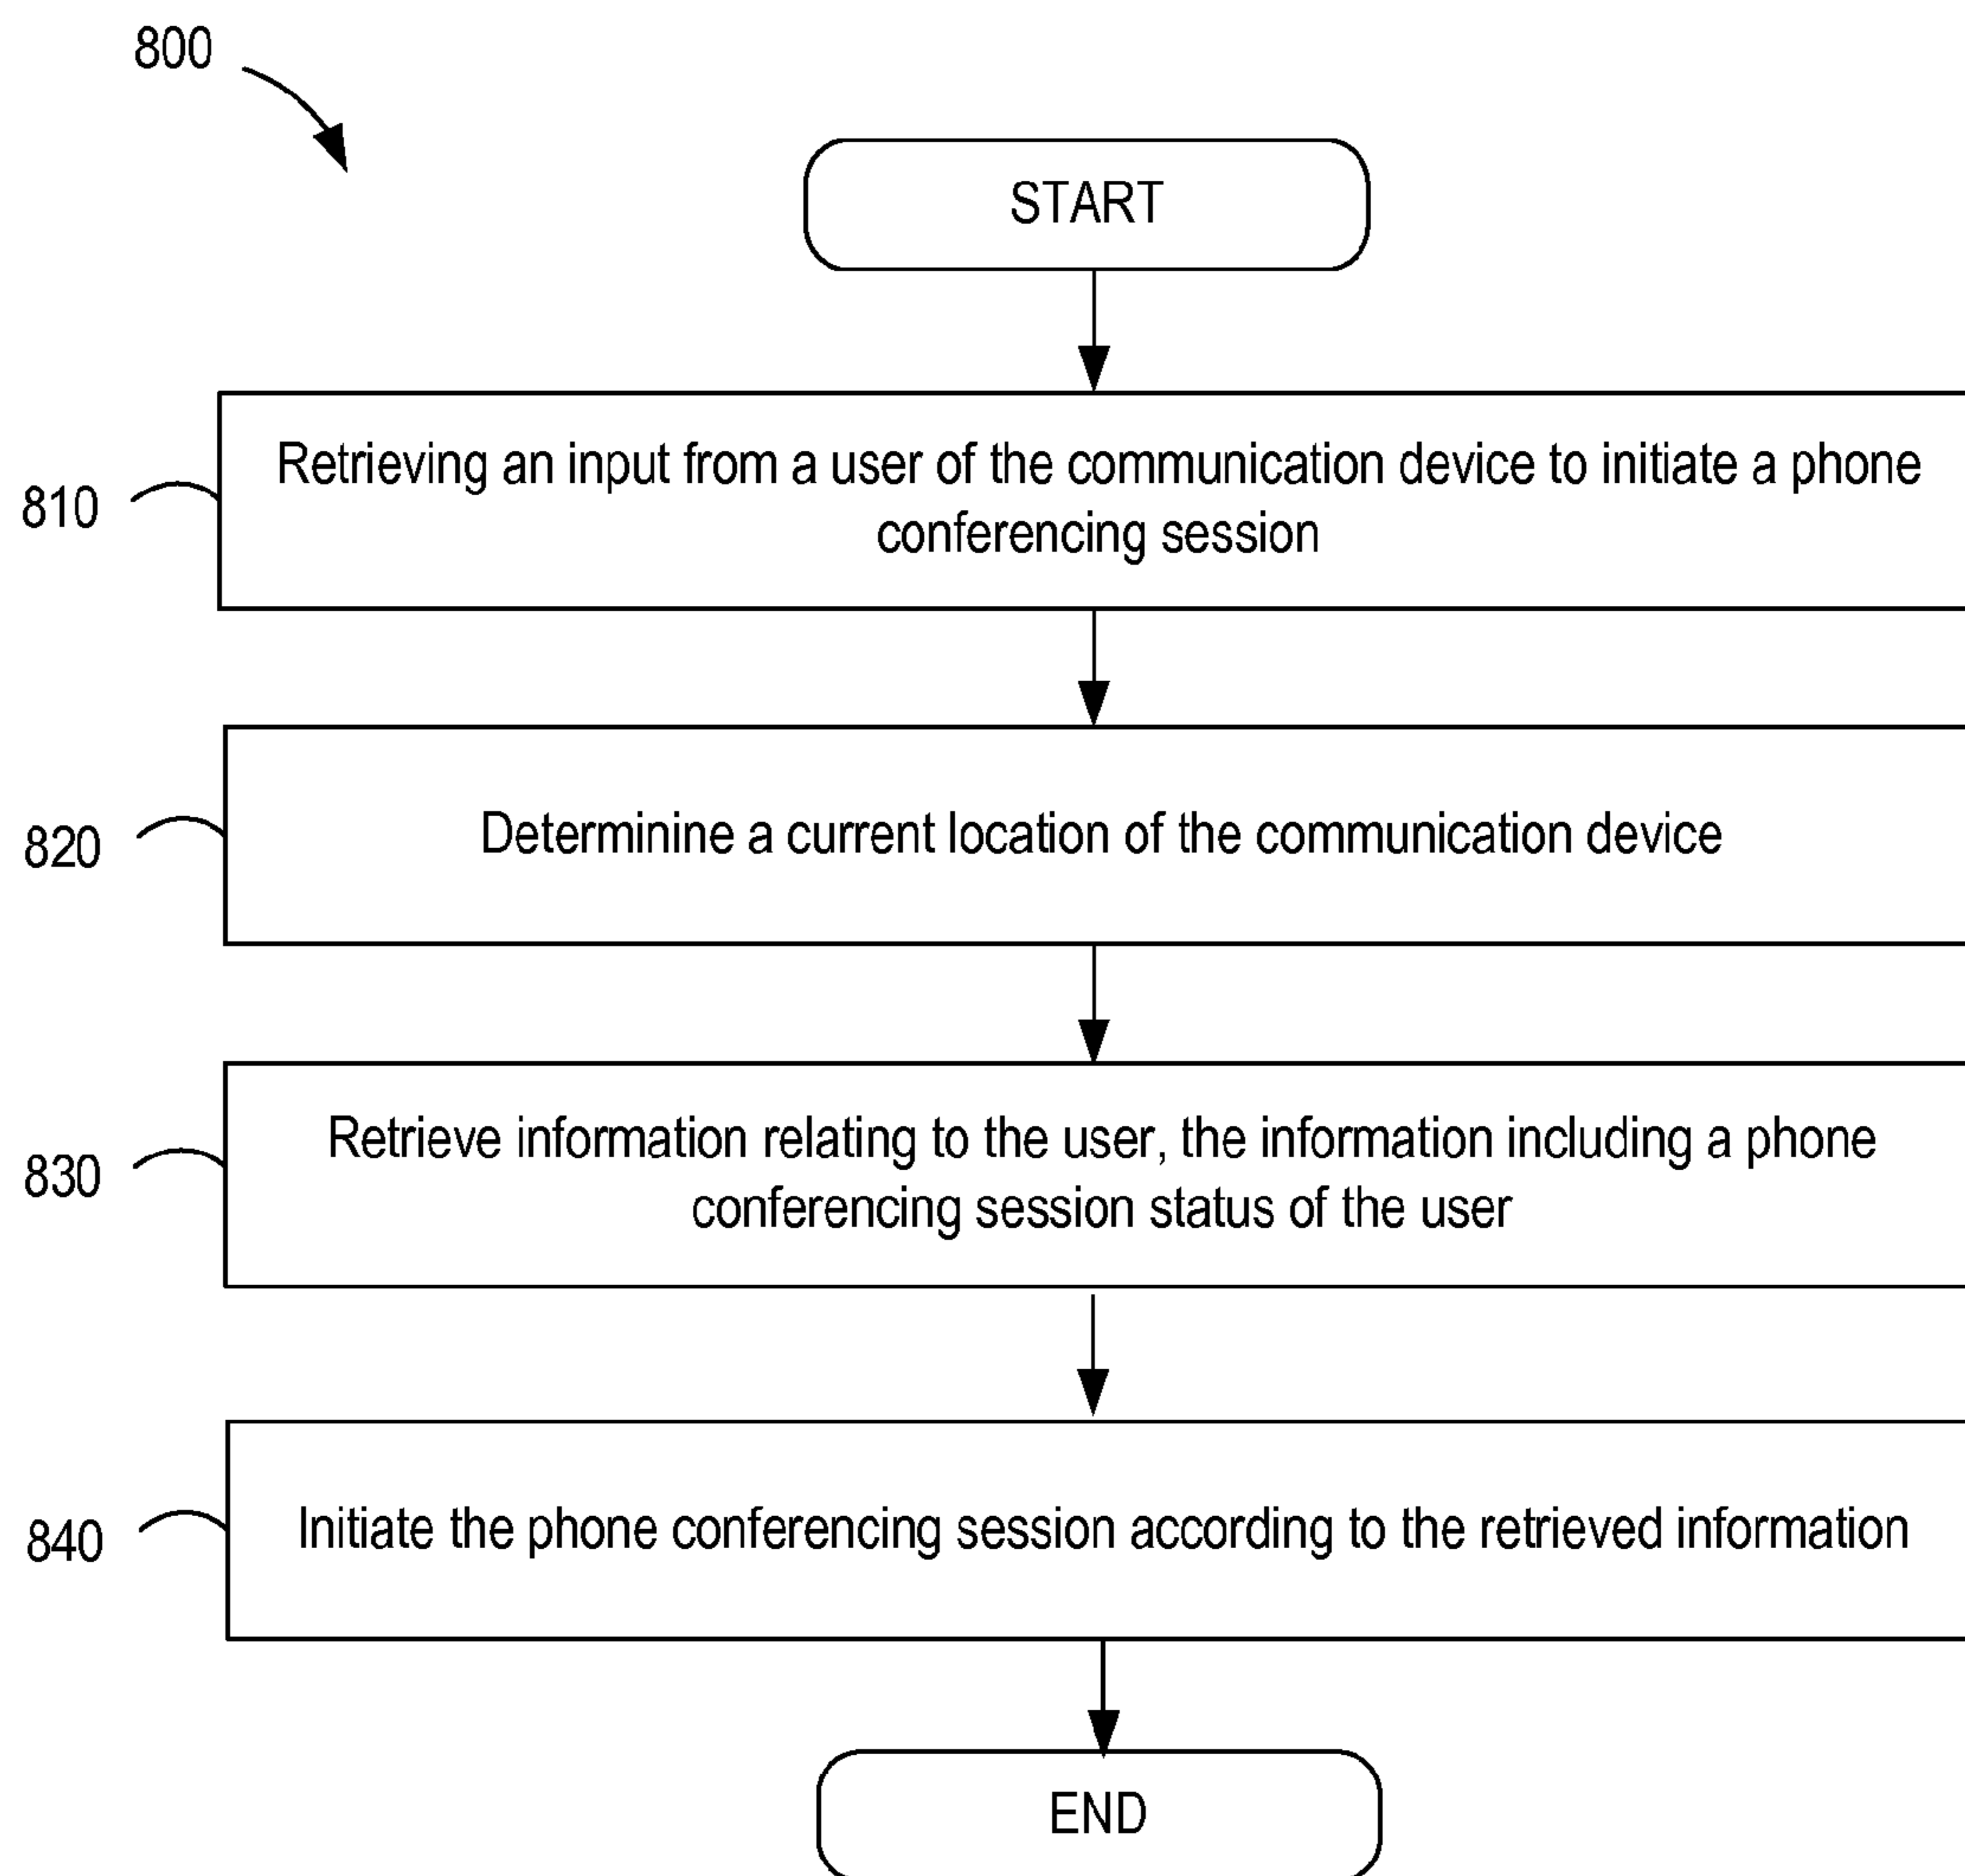 800
START
810
Retrieving an input from a user of the communication device to initiate a phone
conferencing session
820
Determinine a current location of the communication device
830
Retrieve information relating to the user, the information including a phone
conferencing session status of the user
840
Initiate the phone conferencing session according to the retrieved information
END